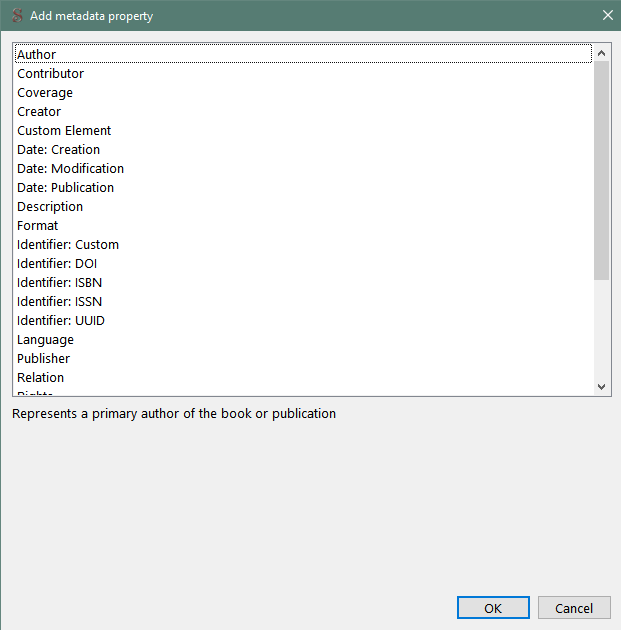 Add metadata property
Author
Contributor
Coverage
Creator
Custom Element
Date: Creation
Date: Modification
Date: Publication
Description
Format
Identifier: Custom
Identifier: DOI
Identifier: ISBN
Identifier: ISSN
Identifier: UUID
Language
Publisher
Relation
Rights
Represents a primary author of the book or publication
OK
Cancel